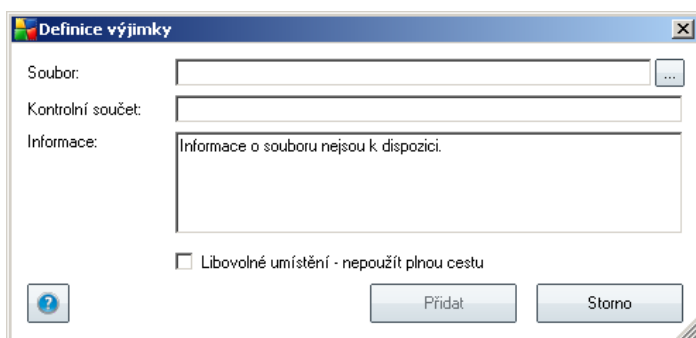 Definice výjimky
Soubor:
...
Kontrolní součet:
Informace:
Informace o souboru nejsou k dispozici.
Libovolné umístění - nepoužít plnou cestu
?
Přidat
Storno